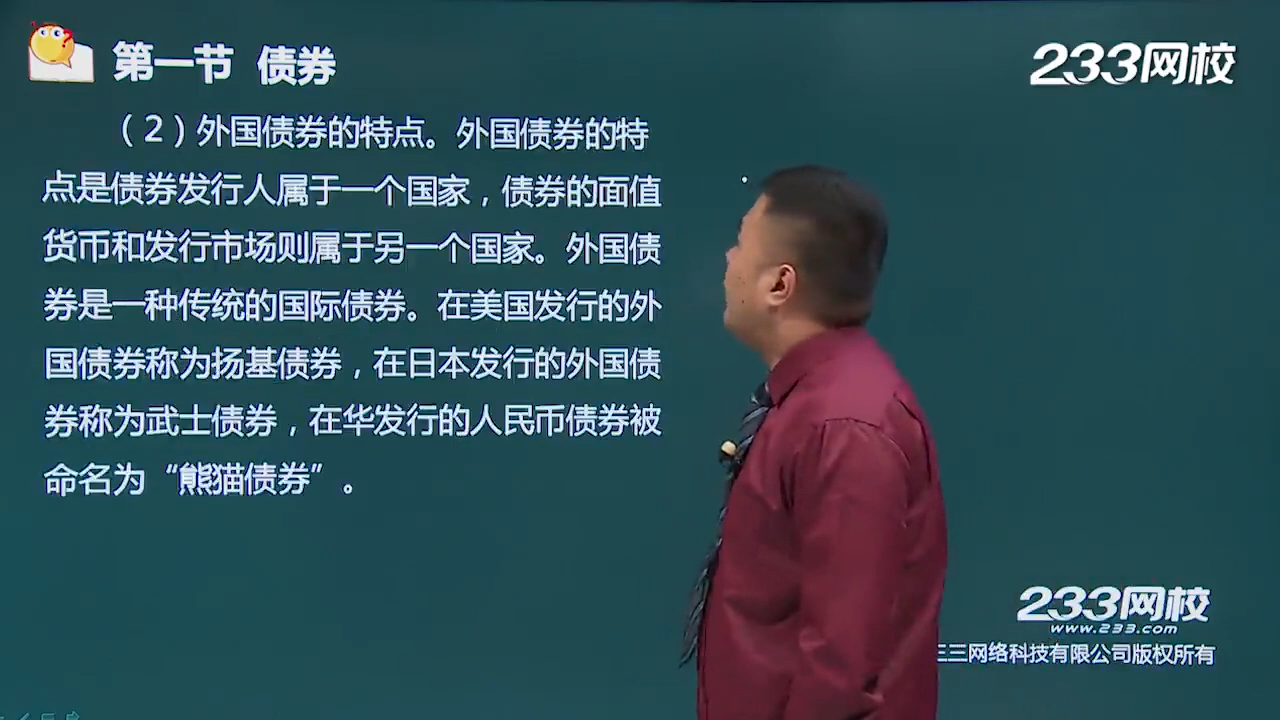 第一节 债券
233网校
（2）外国债券的特点。外国债券的特
点是债券发行人属于一个国家，债券的面值
货币和发行市场则属于另一个国家。外国债
券是一种传统的国际债券。在美国发行的外
国债券称为扬基债券，在日本发行的外国债
券称为武士债券，在华发行的人民币债券被
命名为“熊猫债券”。
233网校
www.233.com
三网络科技有限公司版权所有